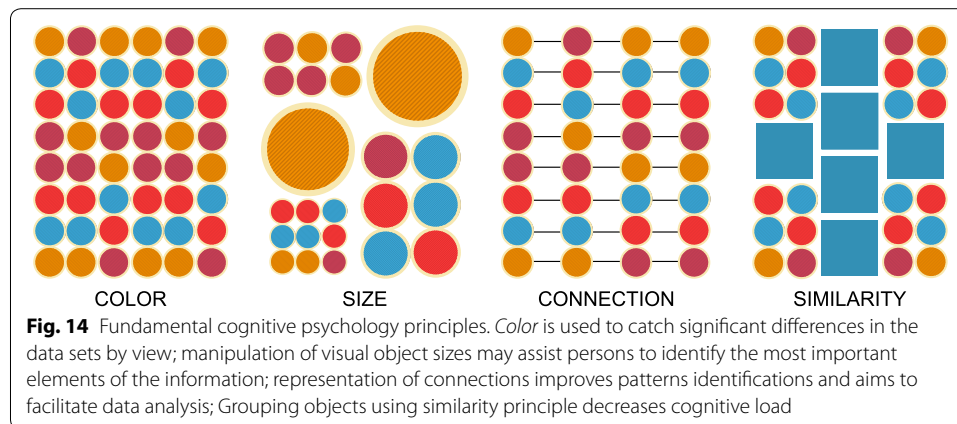 COLOR SIZE CONNECTION SIMILARITY
Fig. 14 Fundamental cognitive psychology principles. Color is used to catch significant differences in the
data sets by view; manipulation of visual object sizes may assist persons to identify the most important
elements of the information; representation of connections improves patterns identifications and aims to
facilitate data analysis; Grouping objects using similarity principle decreases cognitive load